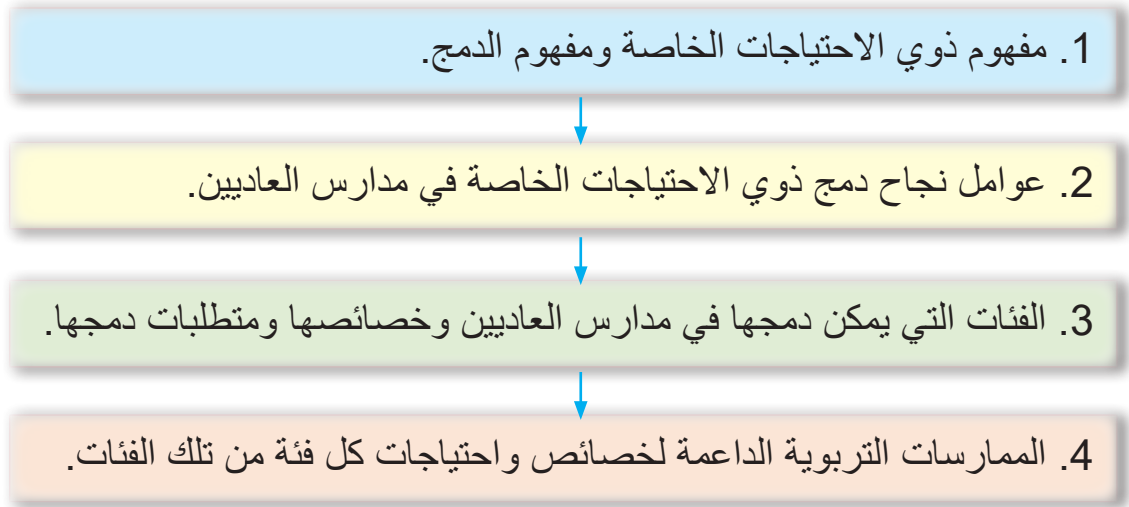 1. مفهوم ذوي الاحتياجات الخاصة ومفهوم الدمج.
2. عوامل نجاح دمج ذوي الاحتياجات الخاصة في مدارس العاديين.
3. الفئات التي يمكن دمجها في مدارس العاديين وخصائصها ومتطلبات دمجها.
4. الممارسات التربوية الداعمة لخصائص واحتياجات كل فئة من تلك الفئات.